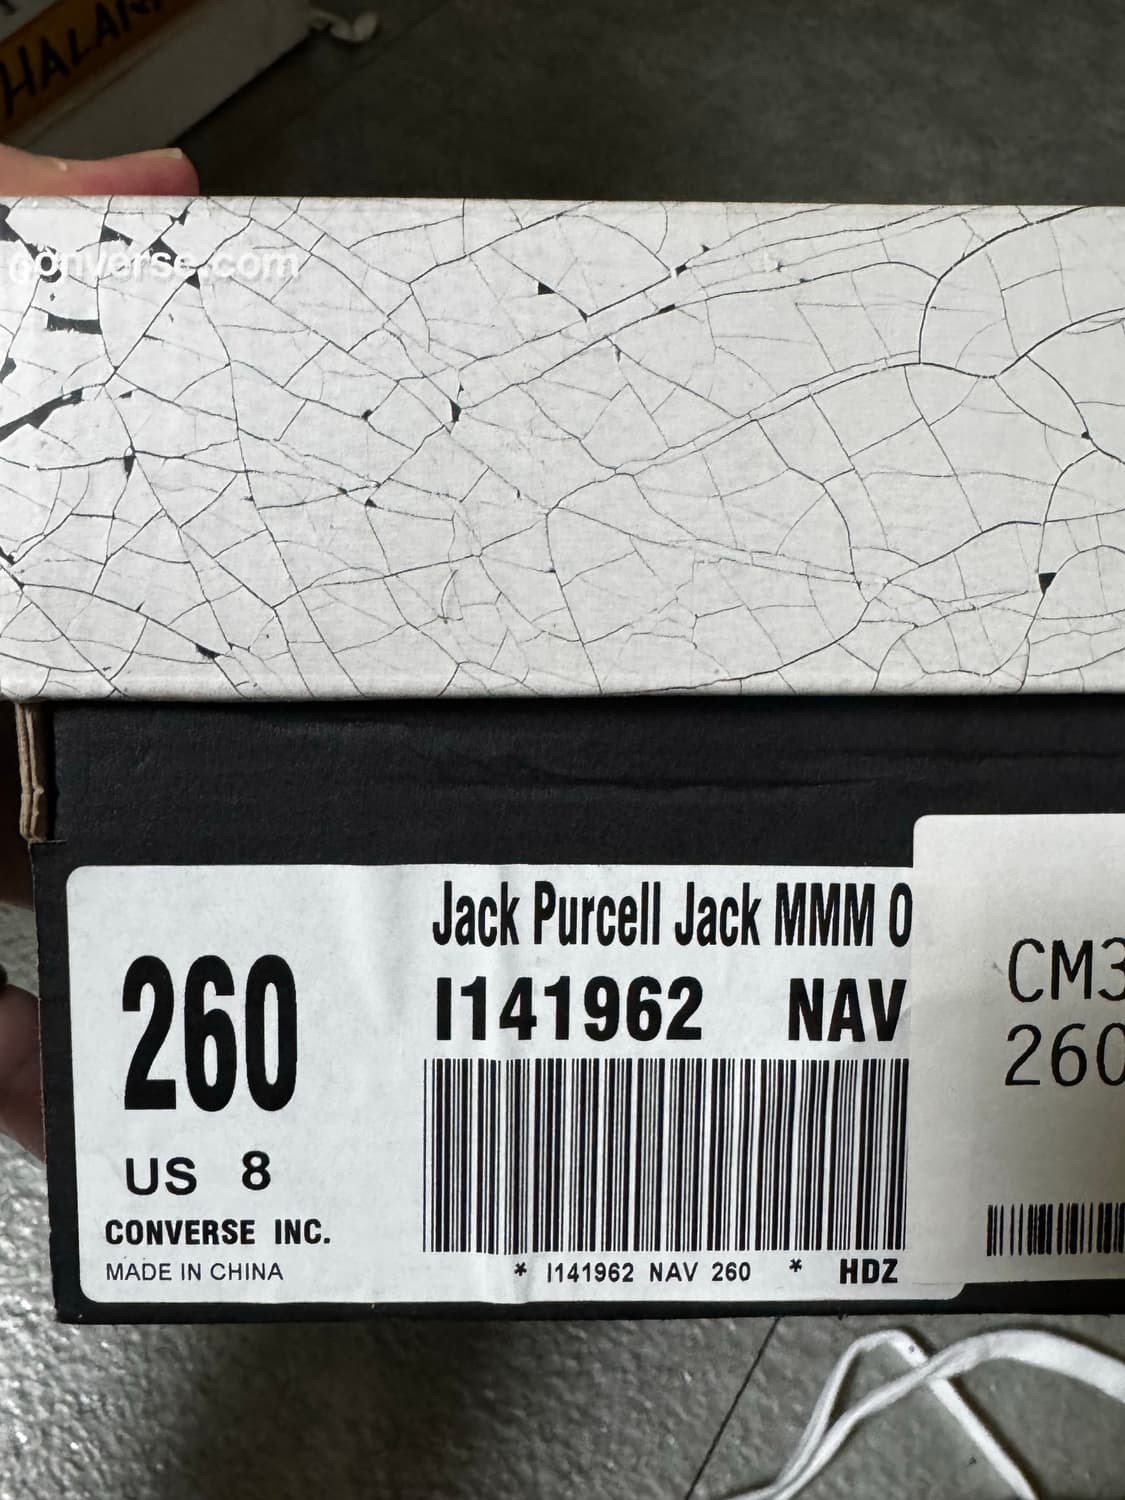 HALAN
converse.com
Jack Purcell Jack MMM O
I141962 NAV
260
US 8
CONVERSE INC.
MADE IN CHINA
* I141962 NAV 260 * HDZ
CM3
260